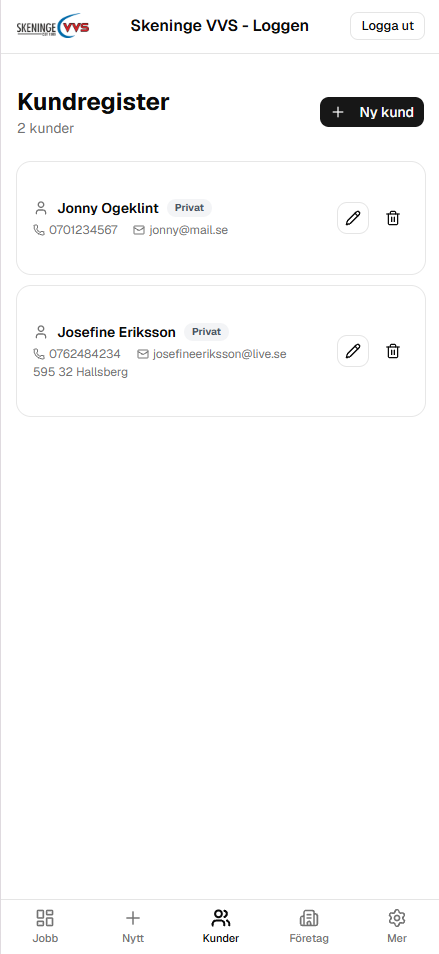 SKENINGE VVS
Skeninge VVS - Loggen
Logga ut
Kundregister
2 kunder
Ny kund
Jonny Ogeklint Privat
0701234567 jonny@mail.se
Josefine Eriksson Privat
0762484234 josefineeriksson@live.se
595 32 Hallsberg
Jobb Nytt Kunder Företag Mer